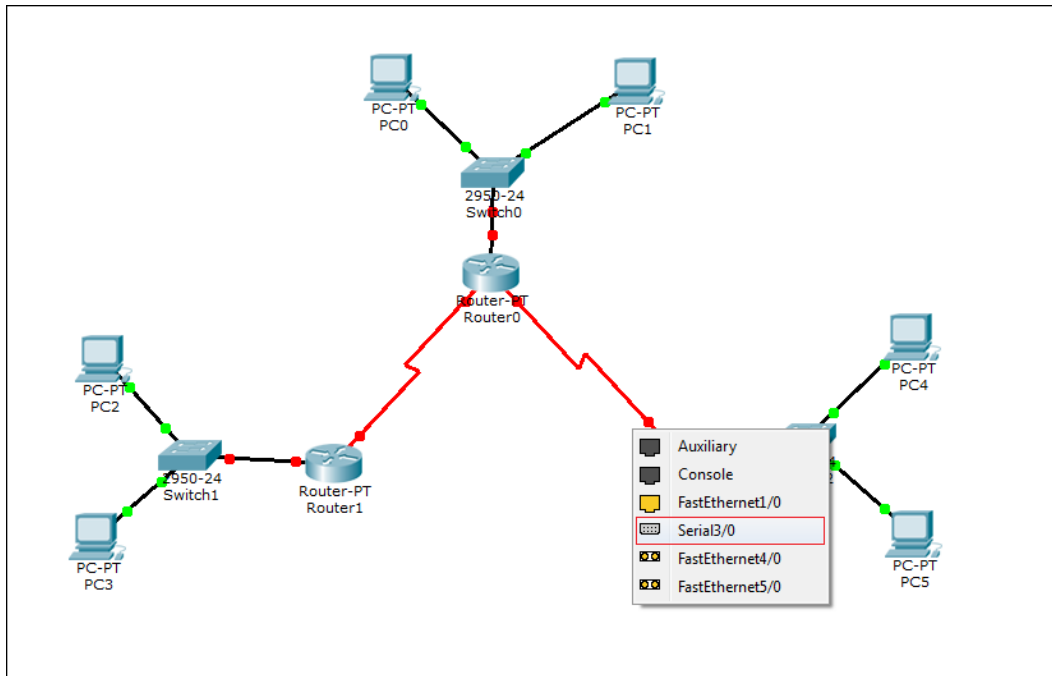 PC-PT
PC0
PC-PT
PC1
2950-24
Switch0
Router-PT
Router0
PC-PT
PC2
2950-24
Switch1
PC-PT
PC3
Router-PT
Router1
Auxiliary
Console
FastEthernet1/0
Serial3/0
FastEthernet4/0
FastEthernet5/0
PC-PT
PC4
PC-PT
PC5